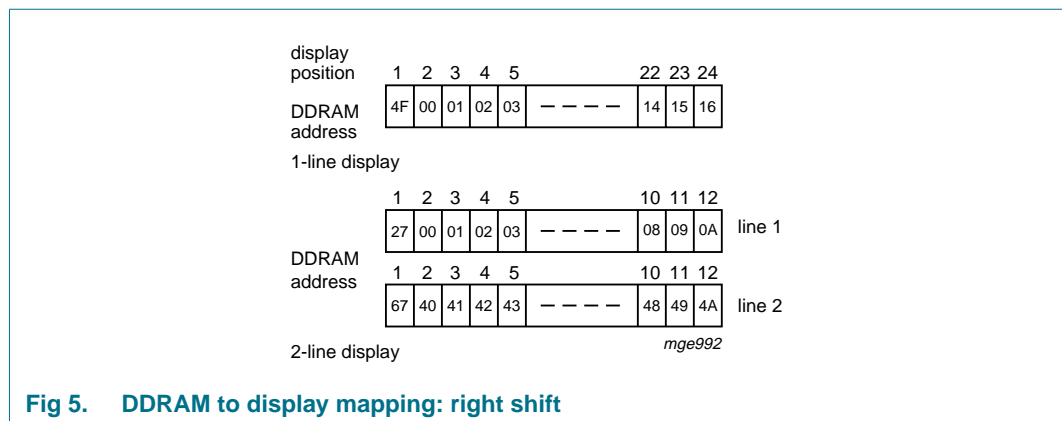 display
position 1 2 3 4 5 22 23 24
DDRAM
address 4F 00 01 02 03 14 15 16
1-line display
1 2 3 4 5 10 11 12
27 00 01 02 03 08 09 0A line 1
DDRAM
address
1 2 3 4 5 10 11 12
67 40 41 42 43 48 49 4A line 2
2-line display
mge992
Fig 5. DDRAM to display mapping: right shift